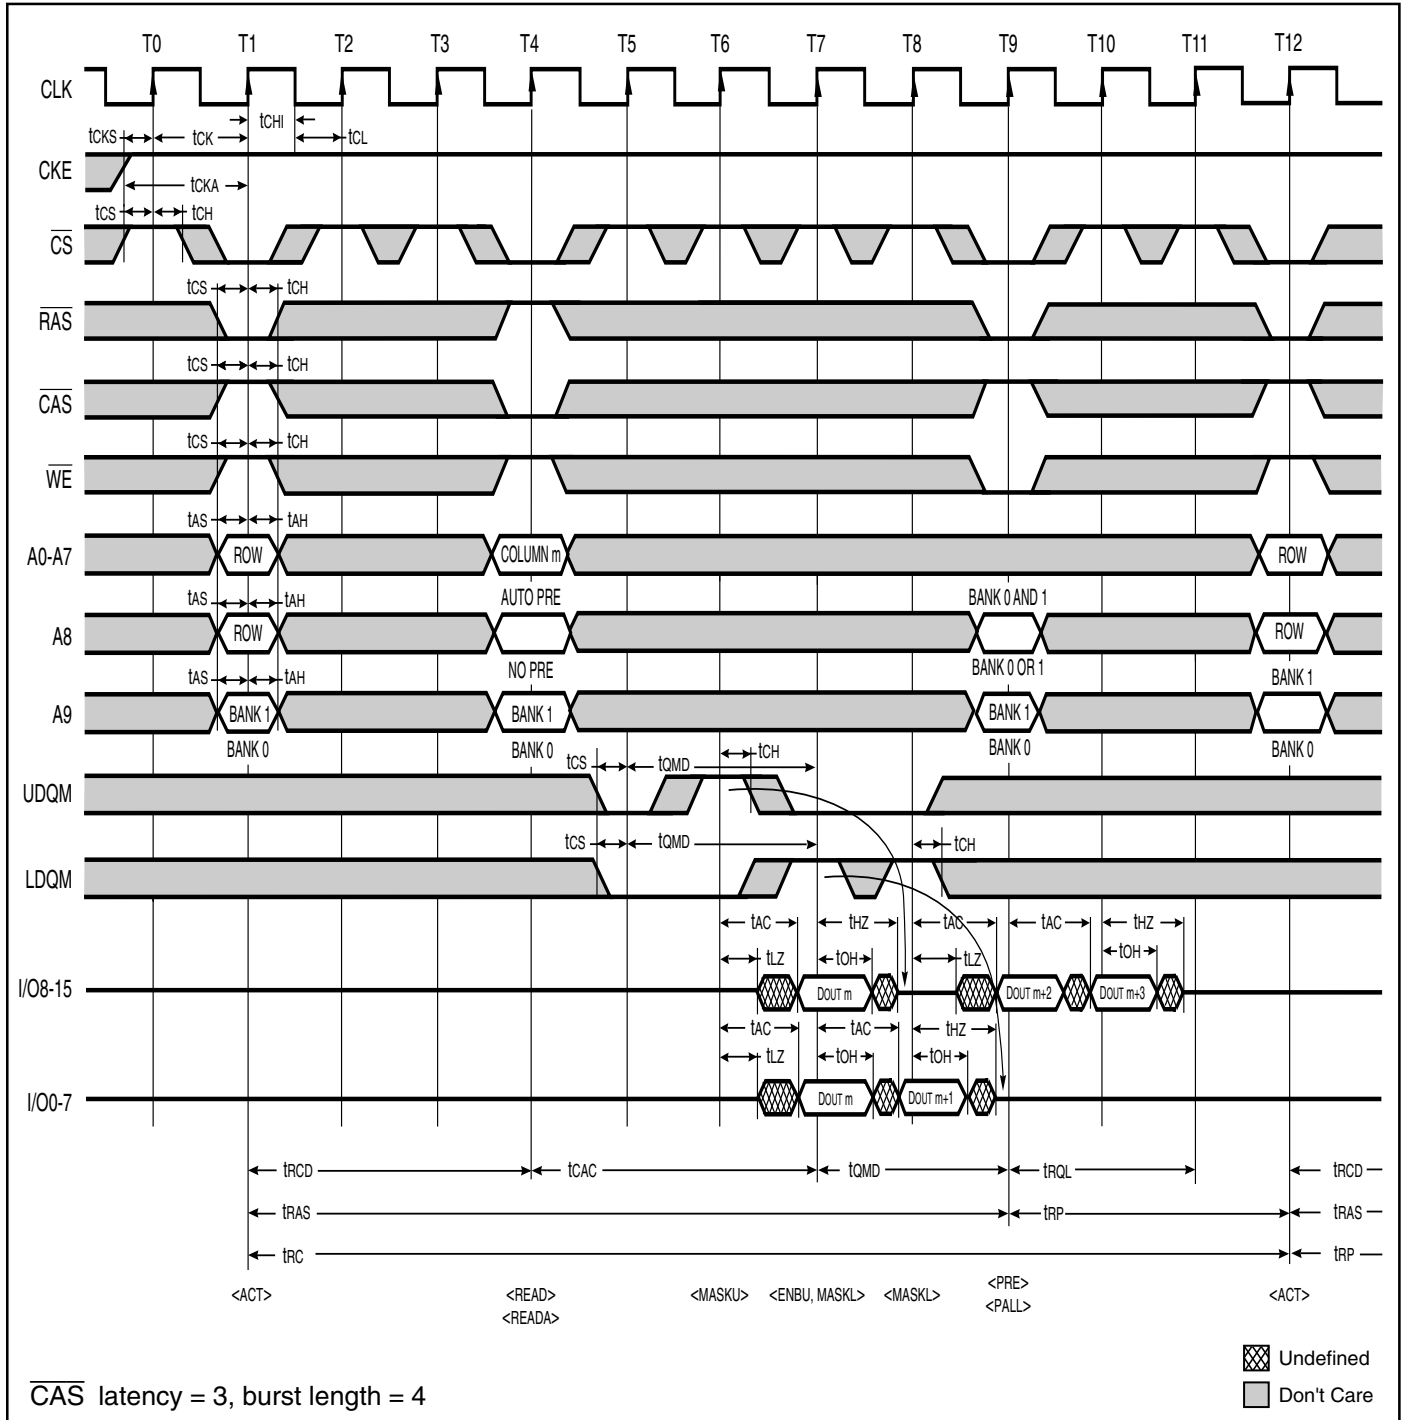 T0 T1 T2 T3 T4 T5 T6 T7 T8 T9 T10 T11 T12
CLK
tCHI
tCKS tCK tCL
CKE
tCKA
tCS tCH
CS
tCS tCH
RAS
tCS tCH
CAS
tCS tCH
WE
tAS tAH
A0-A7 ROW COLUMN m ROW
tAS tAH AUTO PRE BANK 0 AND 1
A8 ROW ROW
NO PRE BANK 0 OR 1
tAS tAH BANK 1
A9 BANK 1 BANK 1 BANK 1
BANK 0 BANK 0 BANK 0 BANK 0
tCS tQMD tCH
UDQM
tCS tQMD tCH
LDQM
tAC tHZ tAC tAC tHZ
tLZ tOH tLZ tOH
I/O8-15 DOUT m DOUT m+2 DOUT m+3
tAC tAC tHZ
tLZ tOH tOH
I/O0-7 DOUT m DOUT m+1
tRCD tCAC tQMD tRQL tRCD
tRAS tRP tRAS
tRC tRP
<ACT> <READ> <MASKU> <ENBU, MASKL> <MASKL> <PRE> <ACT>
<READA> <PALL>
Undefined
CAS latency = 3, burst length = 4
Don't Care